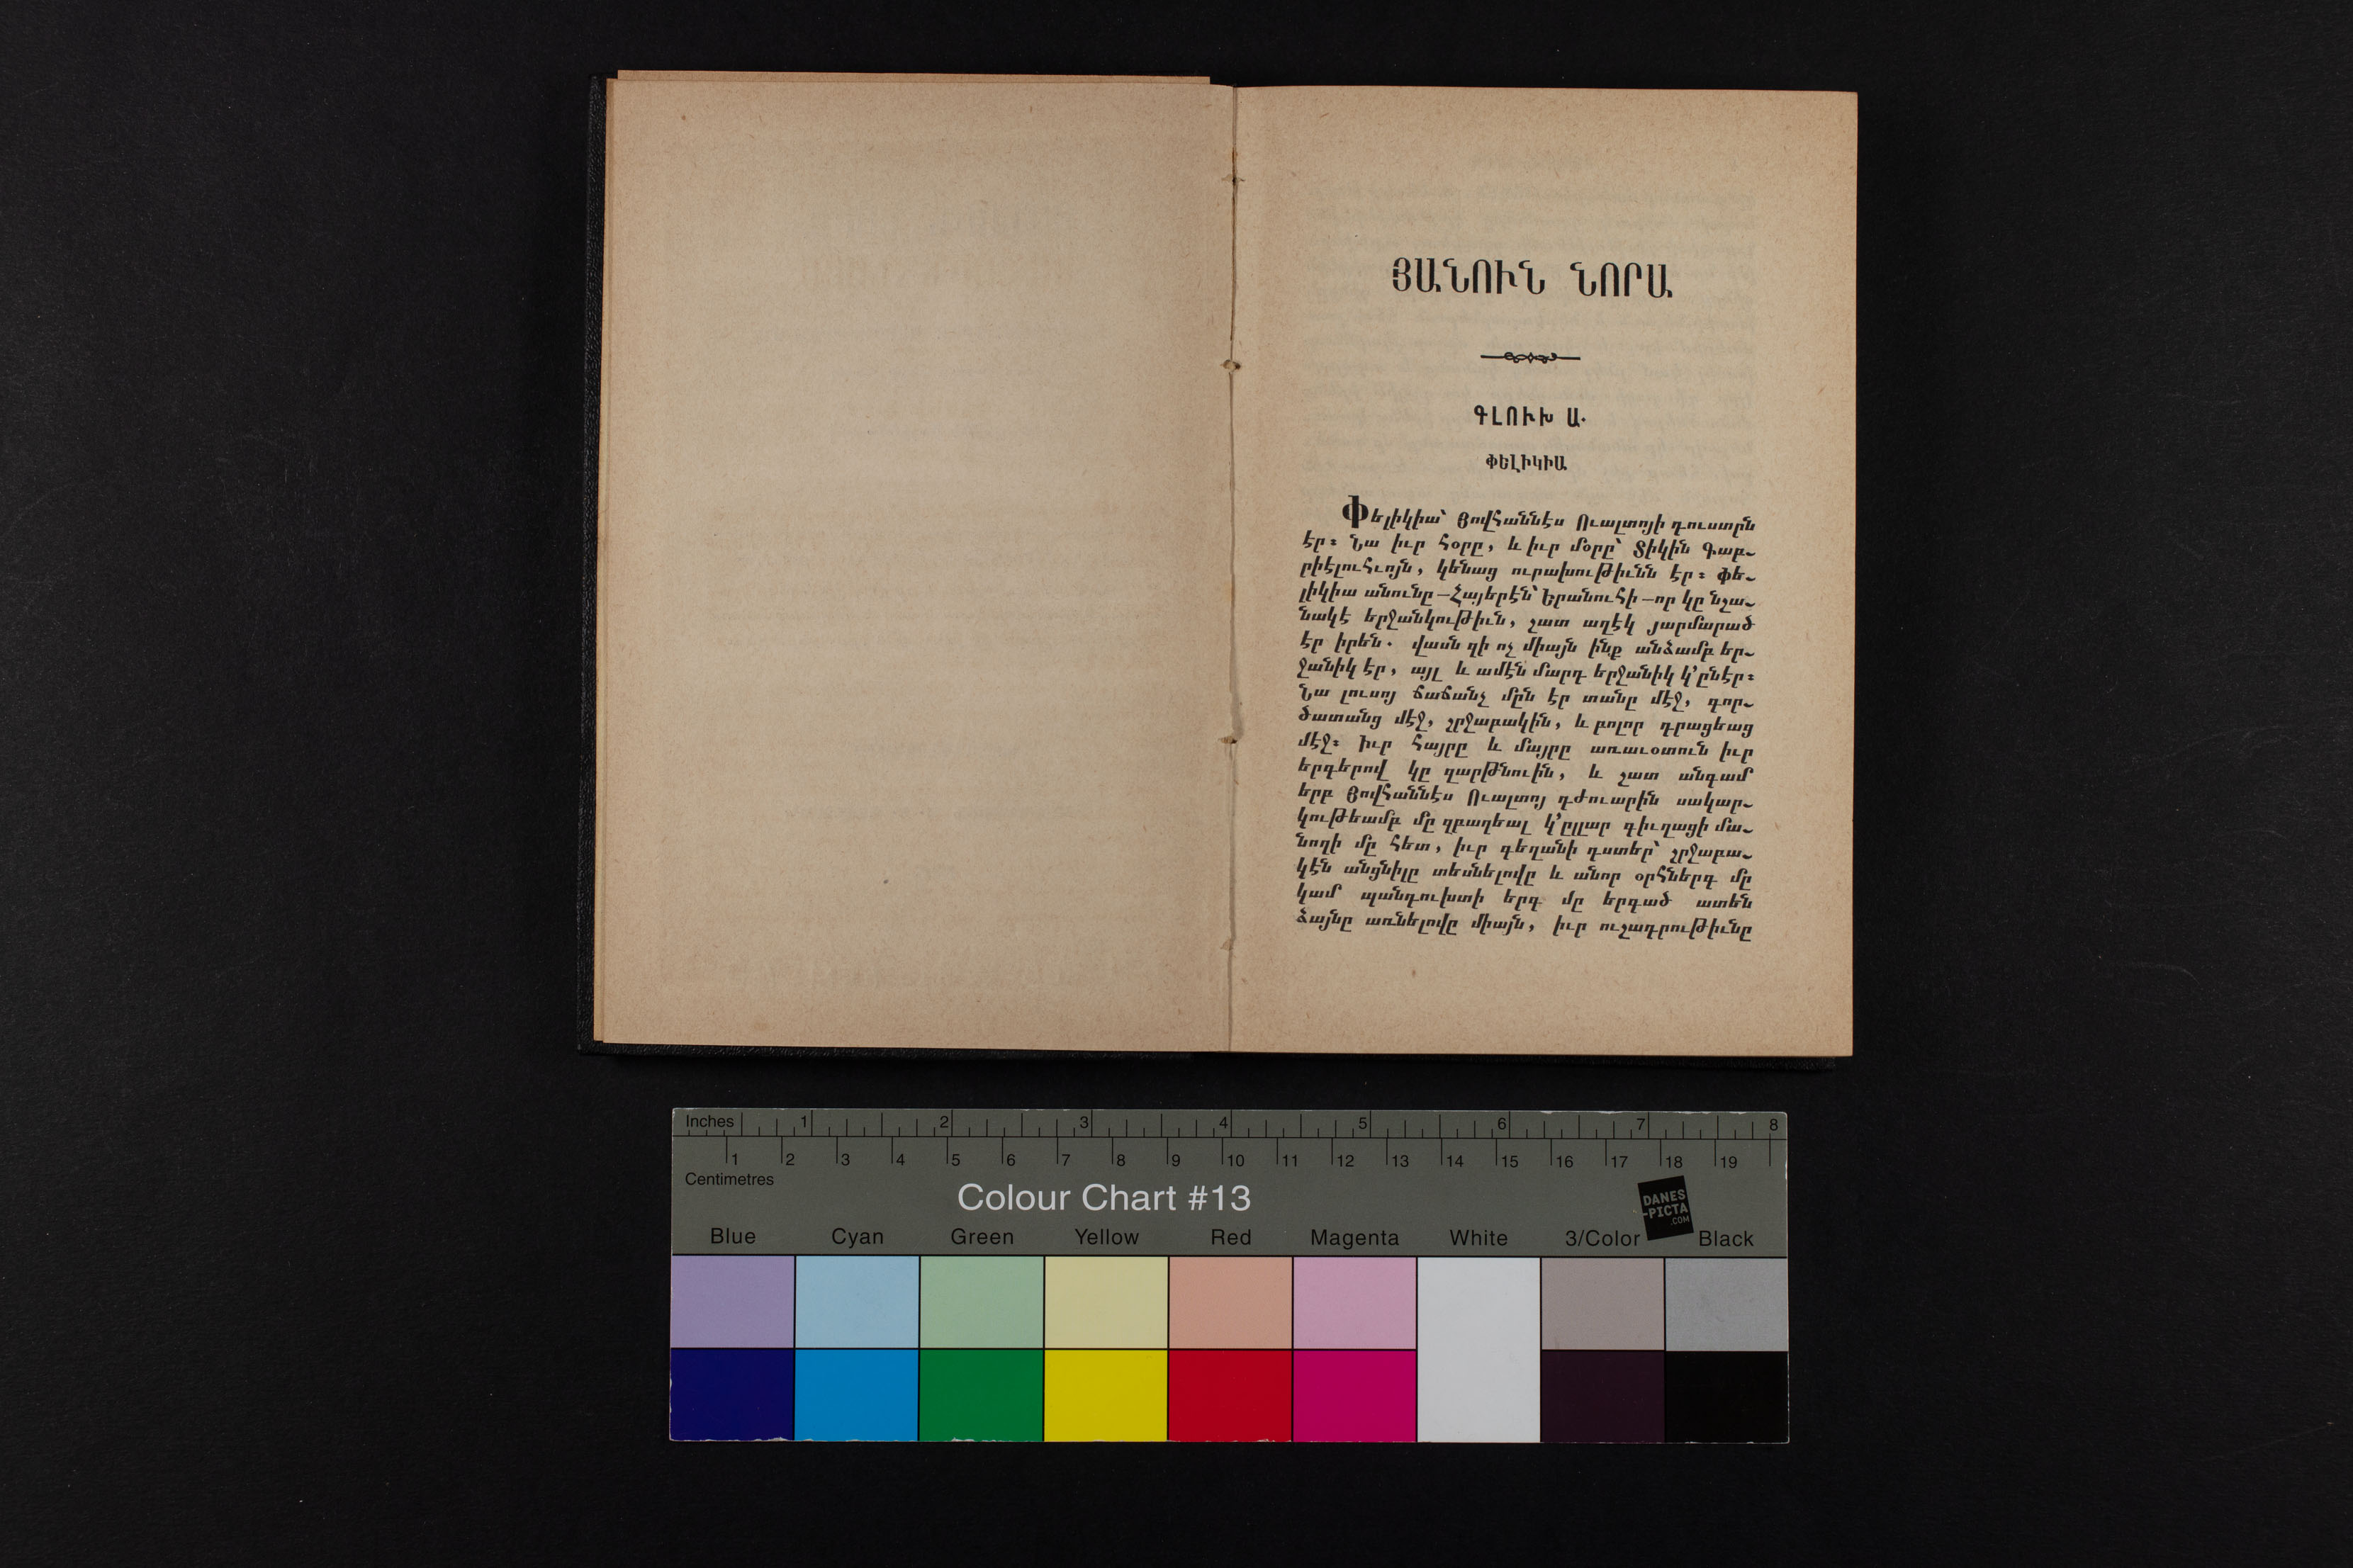 ՅԱՆՈՒՆ ՆՈՐԱ
ԳԼՈՒԽ Ա.
ՓԵԼԻԿԻԱ
Փելիկիա՝ Յովհաննէս Ուալտոյի դուստրն
էր։ Նա իւր հօրը, և իւր մօրը՝ Տիկին Գաբ֊
րիէլուհւոյն, կենաց ուրախութիւնն էր։ Փե֊
լիկիա անունը—Հայերէն՝ Երանուհի—որ կը նշա֊
նակէ երջանկութիւն, շատ աղէկ յարմարած
էր իրեն. վասն զի ոչ միայն ինք անձամբ եր֊
ջանիկ էր, այլ և ամէն մարդ երջանիկ կ՚ընէր։
Նա լուսոյ ճաճանչ մըն էր տանը մէջ, գոր֊
ծատանց մէջ, շրջաբակին, և բոլոր դրացեաց
մէջ։ Իւր հայրը և մայրը առաւօտուն իւր
երգերով կը զարթնուին, և շատ անգամ
երբ Յովհաննէս Ուալտոյ դժուարին սակար֊
կութեամբ մը զբաղեալ կ՚ըլլար գիւղացի մա֊
նողի մը հետ, իւր գեղանի դստեր՝ շրջաբա֊
կէն անցնիլը տեսնելովը և անոր օրհներգ մը
կամ պանդուխտի երգ մը երգած ատեն
ձայնը առնելովը միայն, իւր ուշադրութիւնը
Inches 1 2 3 4 5 6 7 8
1 2 3 4 5 6 7 8 9 10 11 12 13 14 15 16 17 18 19
Centimetres
Colour Chart #13
DANES
-PICTA
.COM
Blue Cyan Green Yellow Red Magenta White 3/Color Black